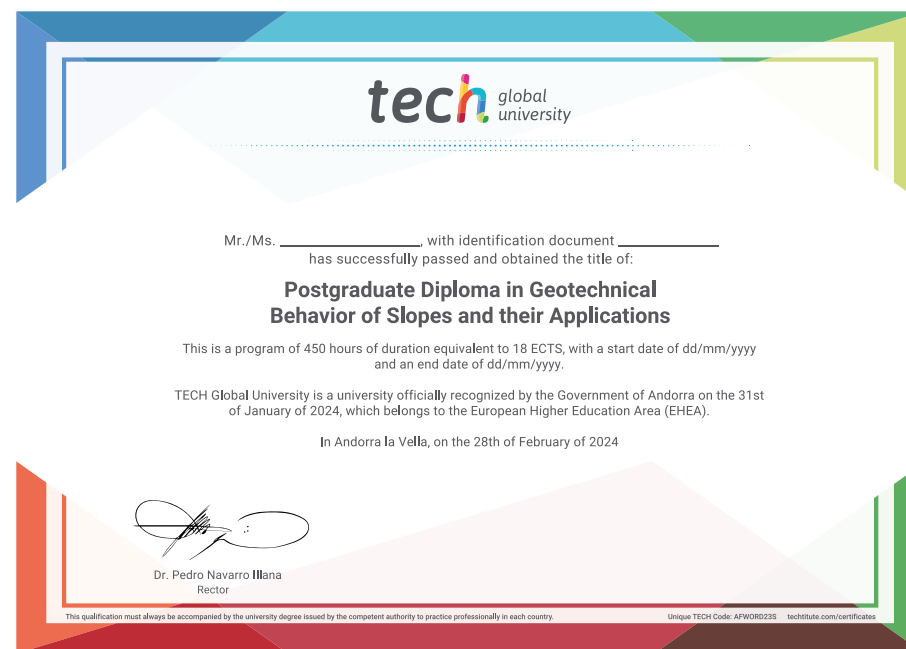 tech global
university
Mr./Ms. ____________, with identification document ____________
has successfully passed and obtained the title of:
Postgraduate Diploma in Geotechnical
Behavior of Slopes and their Applications
This is a program of 450 hours of duration equivalent to 18 ECTS, with a start date of dd/mm/yyyy
and an end date of dd/mm/yyyy.
TECH Global University is a university officially recognized by the Government of Andorra on the 31st
of January of 2024, which belongs to the European Higher Education Area (EHEA).
In Andorra la Vella, on the 28th of February of 2024
Dr. Pedro Navarro Illana
Rector
This qualification must always be accompanied by the university degree issued by the competent authority to practice professionally in each country.
Unique TECH Code: AFWORD23S techtitute.com/certificates